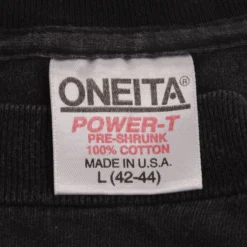 ONEITA®
POWER-T
PRE-SHRUNK
100% COTTON
MADE IN U.S.A.
L (42-44)